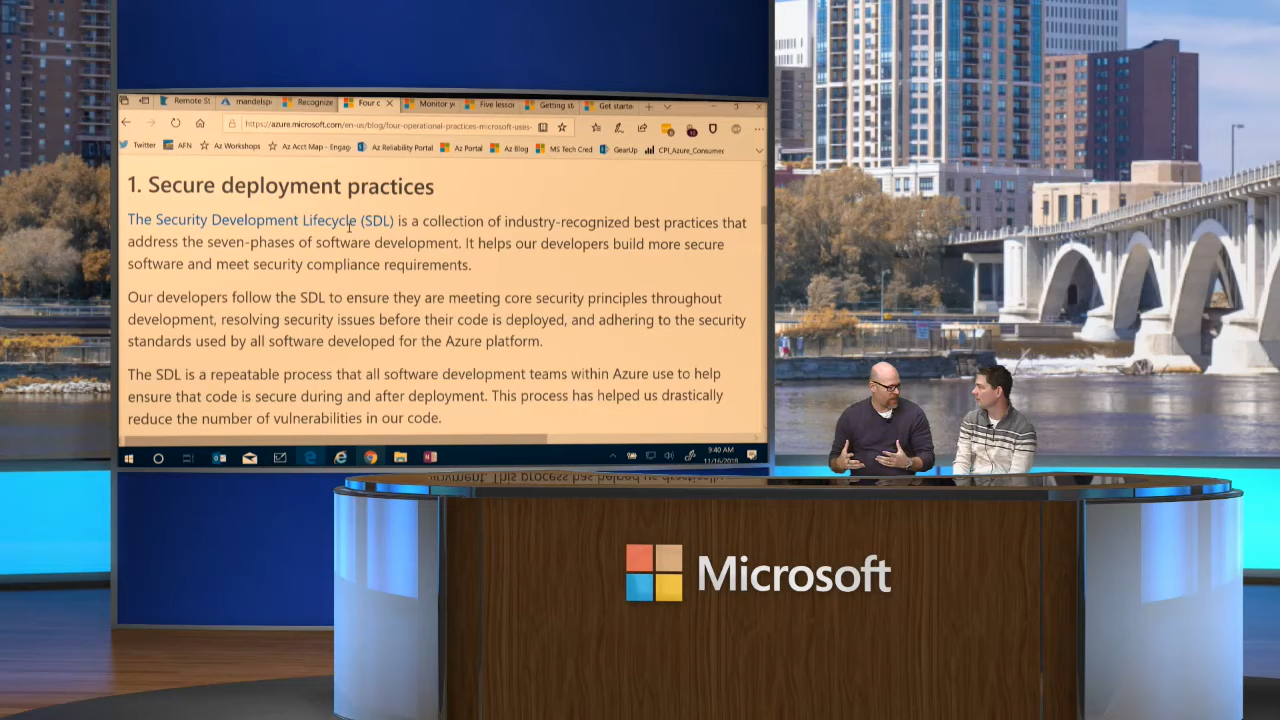 Remote St
mandelsp
Recognize
Four c
Monitor yo
Five lesson
Getting st
Get starte
https://azure.microsoft.com/en-us/blog/four-operational-practices-microsoft-uses-
Twitter
AFN
Az Workshops
Az Acct Map - Engag
Az Reliability Portal
Az Portal
Az Blog
MS Tech Cred
GearUp
CPI_Azure_Consumer
1. Secure deployment practices
The Security Development Lifecycle (SDL) is a collection of industry-recognized best practices that
address the seven-phases of software development. It helps our developers build more secure
software and meet security compliance requirements.
Our developers follow the SDL to ensure they are meeting core security principles throughout
development, resolving security issues before their code is deployed, and adhering to the security
standards used by all software developed for the Azure platform.
The SDL is a repeatable process that all software development teams within Azure use to help
ensure that code is secure during and after deployment. This process has helped us drastically
reduce the number of vulnerabilities in our code.
9:40 AM
11/16/2018
Microsoft